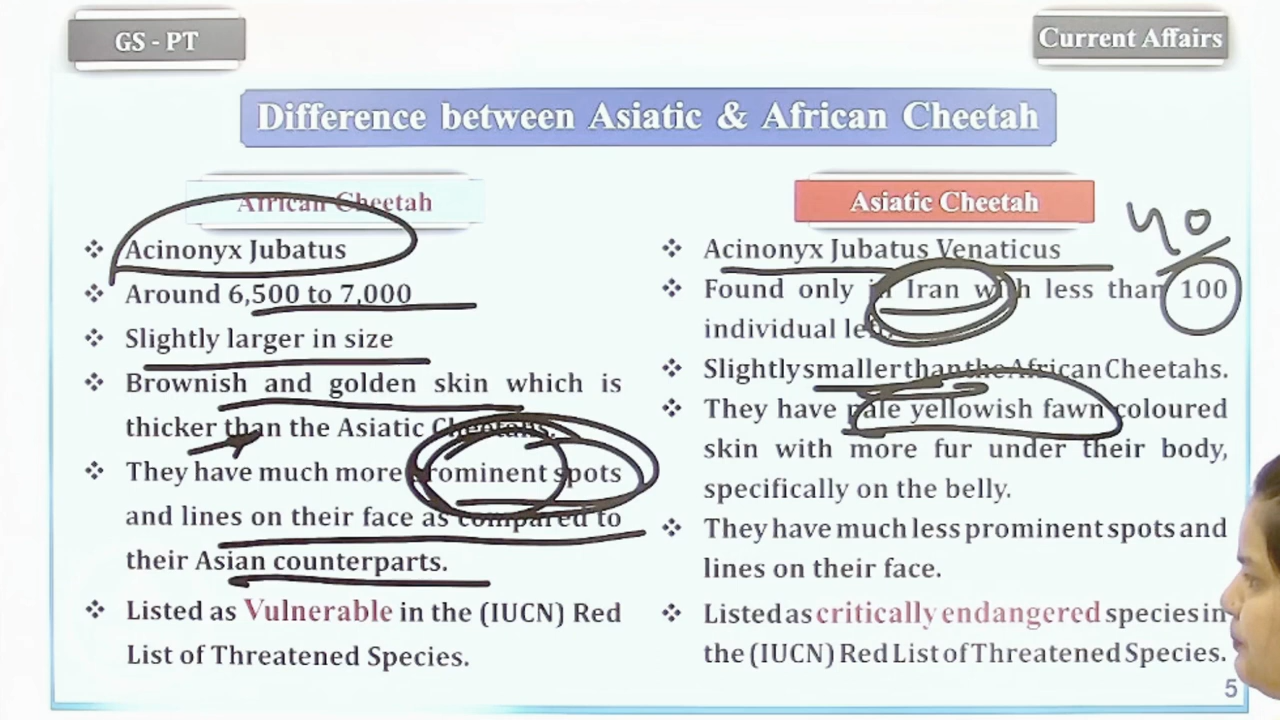 GS - PT
Current Affairs
Difference between Asiatic & African Cheetah
African Cheetah
❖ Acinonyx Jubatus
❖ Around 6,500 to 7,000
❖ Slightly larger in size
❖ Brownish and golden skin which is
thicker than the Asiatic Cheetahs.
❖ They have much more prominent spots
and lines on their face as compared to
their Asian counterparts.
❖ Listed as Vulnerable in the (IUCN) Red
List of Threatened Species.
Asiatic Cheetah
40
❖ Acinonyx Jubatus Venaticus
❖ Found only in Iran with less than 100
individual left.
❖ Slightly smaller than the African Cheetahs.
❖ They have pale yellowish fawn coloured
skin with more fur under their body,
specifically on the belly.
❖ They have much less prominent spots and
lines on their face.
❖ Listed as critically endangered species in
the (IUCN) Red List of Threatened Species.
5